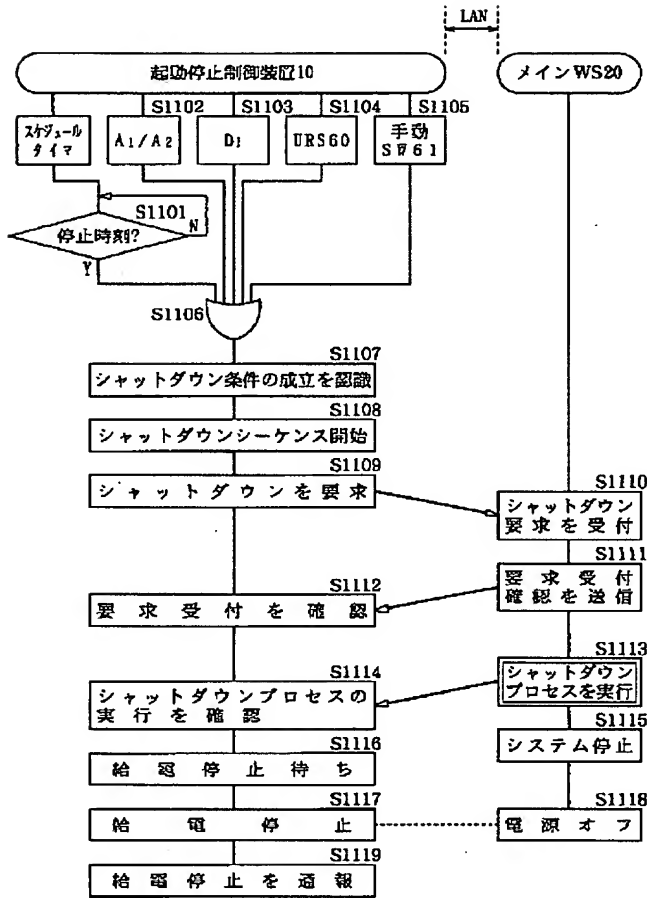 LAN
起動停止制御装置10
メインWS20
S1102
S1103
S1104
S1105
スケジュール
タイマ
A1/A2
D1
URS60
手動
SW61
S1101
停止時刻?
N
Y
S1106
S1107
シャットダウン条件の成立を認識
S1108
シャットダウンシーケンス開始
S1109
シャットダウンを要求
S1110
シャットダウン
要求を受付
S1111
要求受付
確認を送信
S1112
要求受付を確認
S1113
シャットダウン
プロセスを実行
S1114
シャットダウンプロセスの
実行を確認
S1115
システム停止
S1116
給電停止待ち
S1117
給電停止
S1118
電源オフ
S1119
給電停止を通報